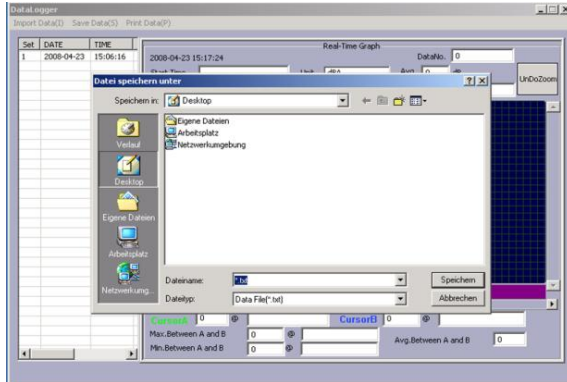 DataLogger
Import Data(I) Save Data(S) Print Data(P)
Set DATE TIME
1 2008-04-23 15:06:16
Real-Time Graph
2008-04-23 15:17:24
DataNo. 0
Start Time Unit dBA Avg 0 dB
UnDoZoom
Datei speichern unter
Speichern in: Desktop
Verlauf
Desktop
Eigene Dateien
Arbeitsplatz
Netzwerkumg...
Eigene Dateien
Arbeitsplatz
Netzwerkumgebung
Dateiname: *.txt
Speichern
Dateityp: Data File(*.txt)
Abbrechen
CursorA 0 @ CursorB 0 @
Max.Between A and B 0 @
Avg.Between A and B 0
Min.Between A and B 0 @